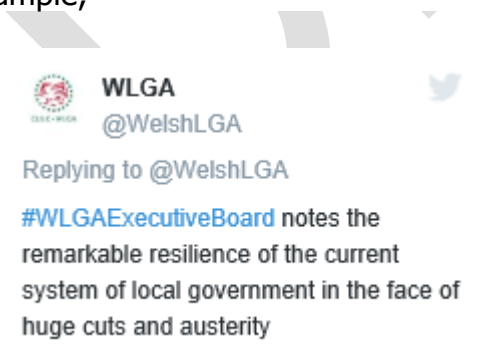 WLGA
@WelshLGA
Replying to @WelshLGA
#WLGAExecutiveBoard notes the
remarkable resilience of the current
system of local government in the face of
huge cuts and austerity